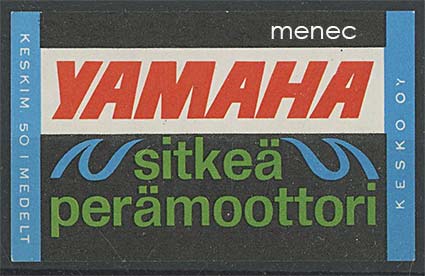 menec
YAMAHA
sitkeä
perämoottori
KESKIM. 50 I MEDELT
KESKO OY